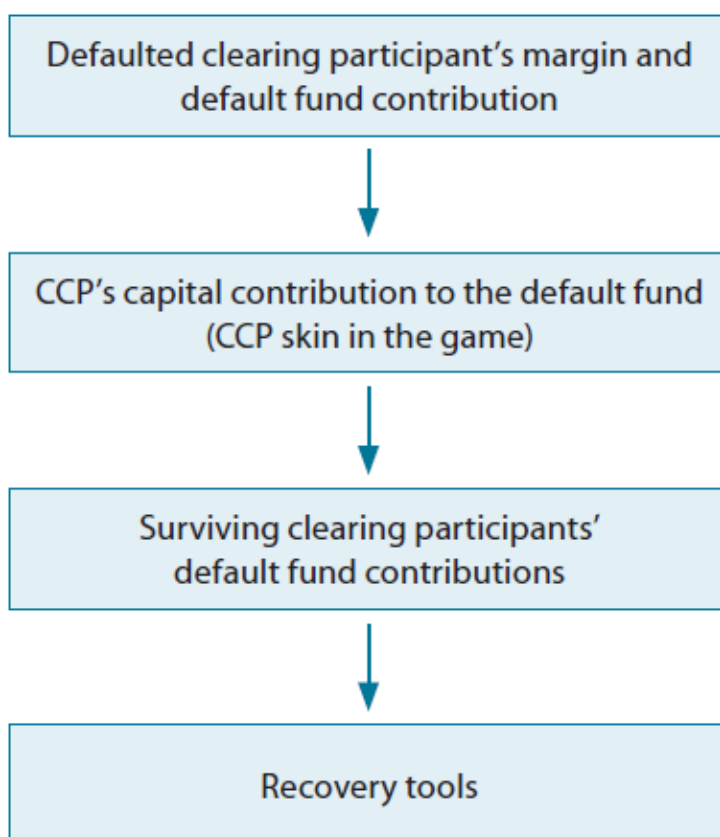 Defaulted clearing participant’s margin and
default fund contribution
CCP’s capital contribution to the default fund
(CCP skin in the game)
Surviving clearing participants’
default fund contributions
Recovery tools